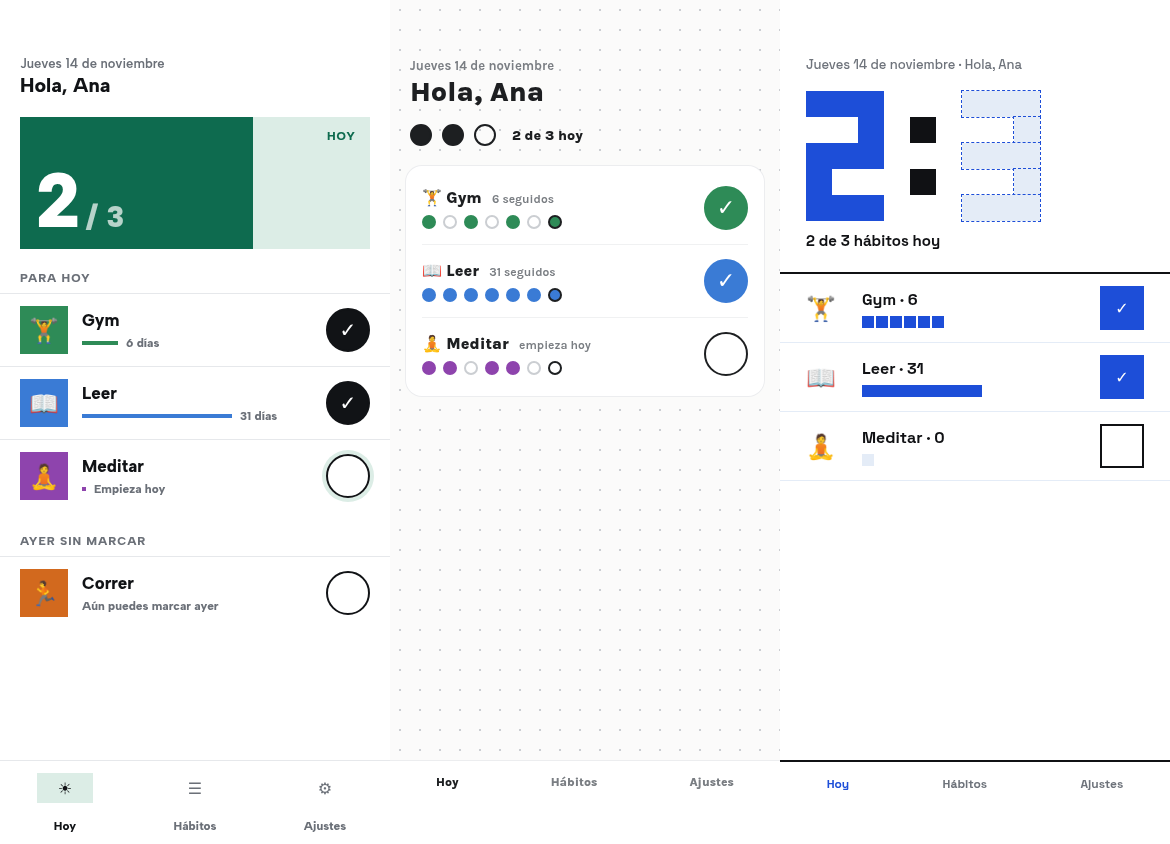 Jueves 14 de noviembre
Hola, Ana
HOY
2 / 3
PARA HOY
Gym
6 días
Leer
31 días
Meditar
Empieza hoy
AYER SIN MARCAR
Correr
Aún puedes marcar ayer
Hoy
Hábitos
Ajustes
Jueves 14 de noviembre
Hola, Ana
2 de 3 hoy
Gym 6 seguidos
Leer 31 seguidos
Meditar empieza hoy
Hoy
Hábitos
Ajustes
Jueves 14 de noviembre · Hola, Ana
2:3
2 de 3 hábitos hoy
Gym · 6
Leer · 31
Meditar · 0
Hoy
Hábitos
Ajustes